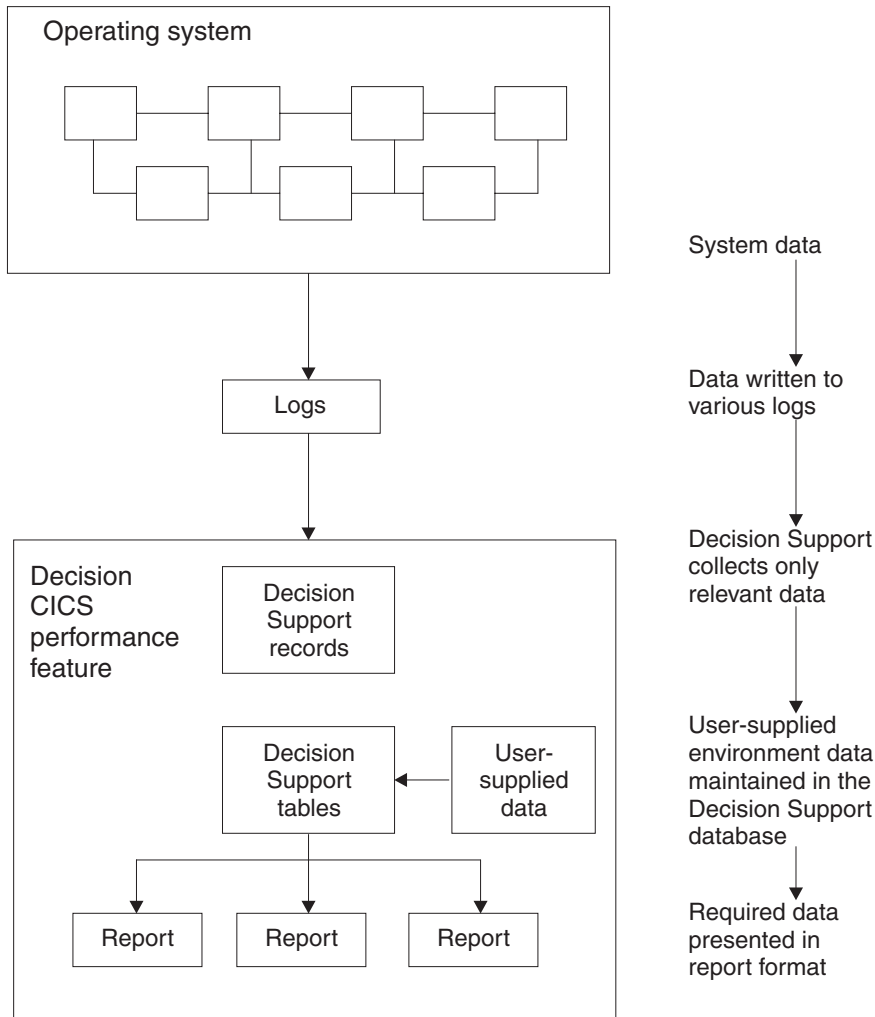 Operating system
System data
Logs
Data written to
various logs
Decision
CICS
performance
feature
Decision
Support
records
Decision Support
collects only
relevant data
Decision
Support
tables
User-
supplied
data
User-supplied
environment data
maintained in the
Decision Support
database
Report
Report
Report
Required data
presented in
report format